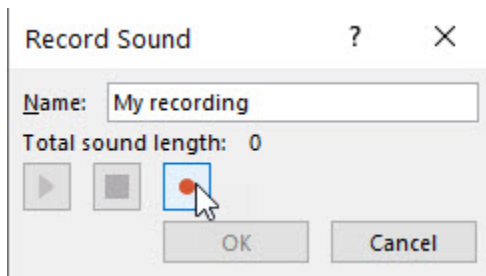 Record Sound ? ×
Name: My recording
Total sound length: 0
OK Cancel